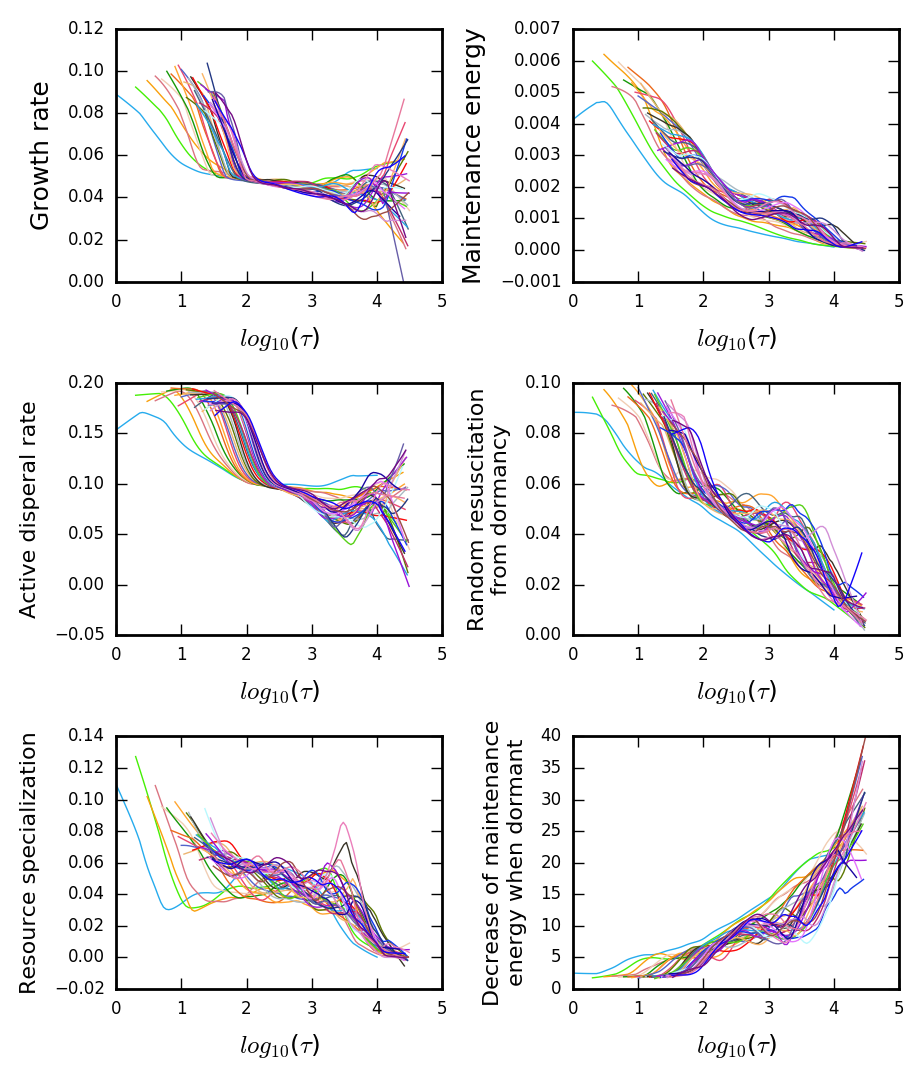 0.12
0.10
0.08
0.06
0.04
0.02
0.00
Growth rate
0 1 2 3 4 5
log10(τ)
0.007
0.006
0.005
0.004
0.003
0.002
0.001
0.000
−0.001
Maintenance energy
0 1 2 3 4 5
log10(τ)
0.20
0.15
0.10
0.05
0.00
−0.05
Active disperal rate
0 1 2 3 4 5
log10(τ)
0.10
0.08
0.06
0.04
0.02
0.00
Random resuscitation
from dormancy
0 1 2 3 4 5
log10(τ)
0.14
0.12
0.10
0.08
0.06
0.04
0.02
0.00
−0.02
Resource specialization
0 1 2 3 4 5
log10(τ)
40
35
30
25
20
15
10
5
0
Decrease of maintenance
energy when dormant
0 1 2 3 4 5
log10(τ)